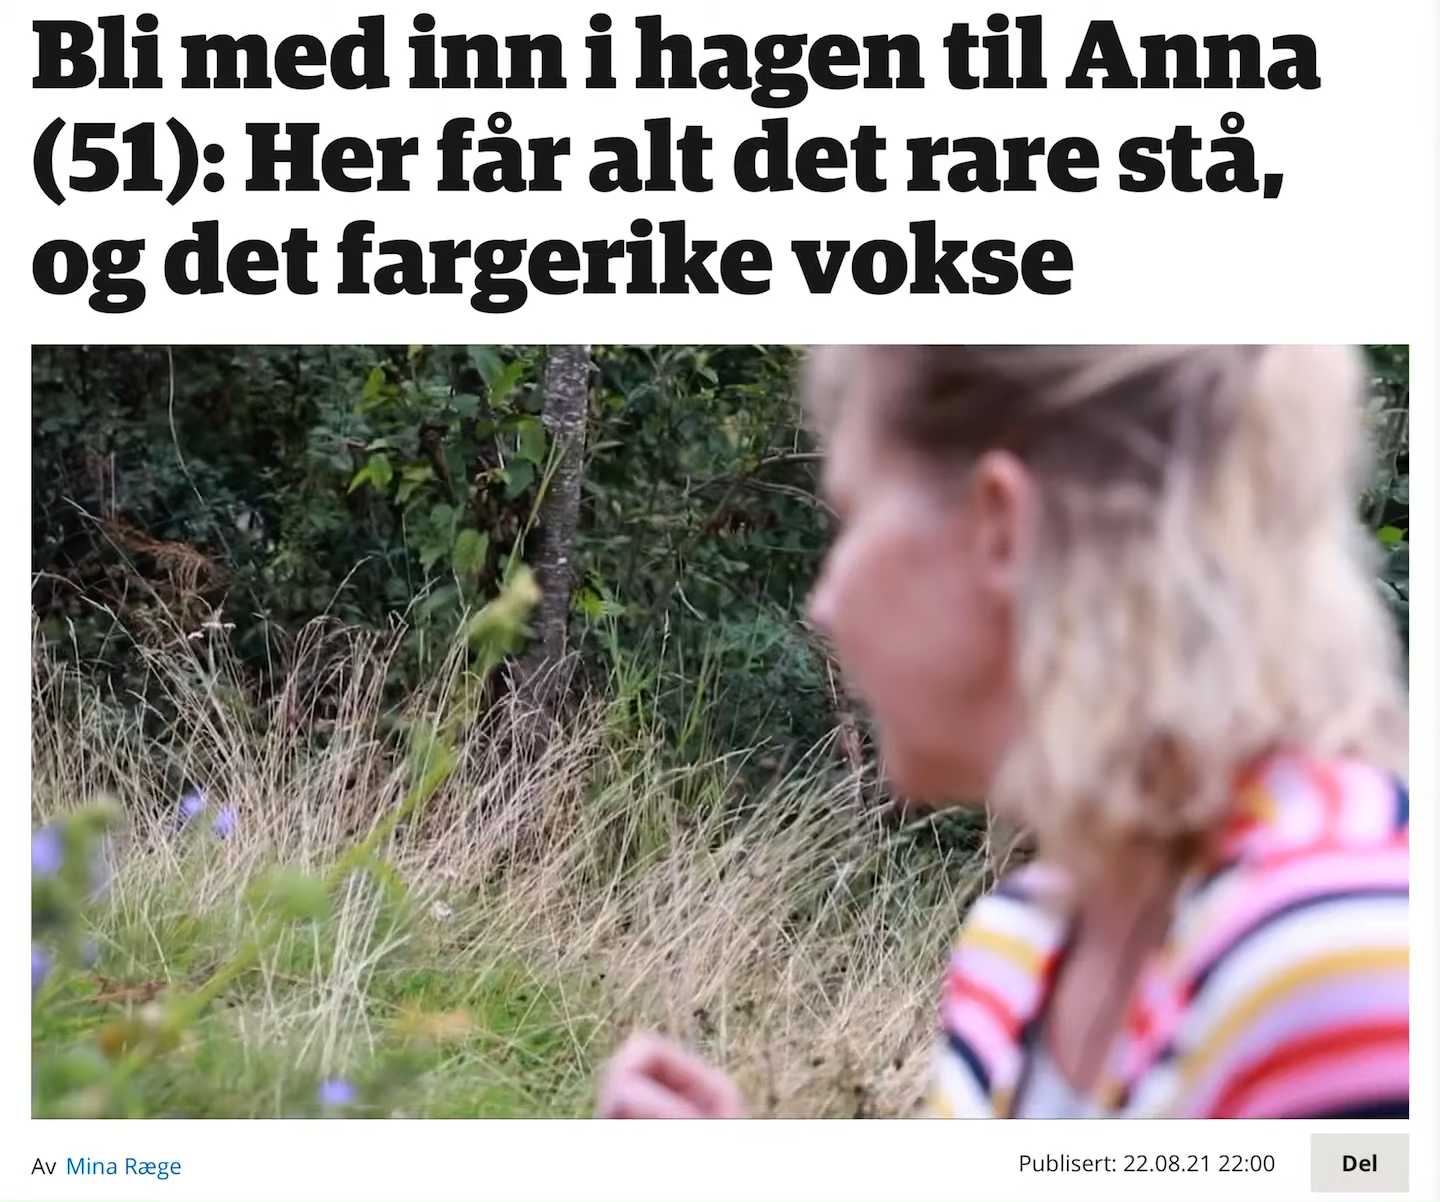 Bli med inn i hagen til Anna
(51): Her får alt det rare stå,
og det fargerike vokse
Av Mina Ræge
Publisert: 22.08.21 22:00
Del